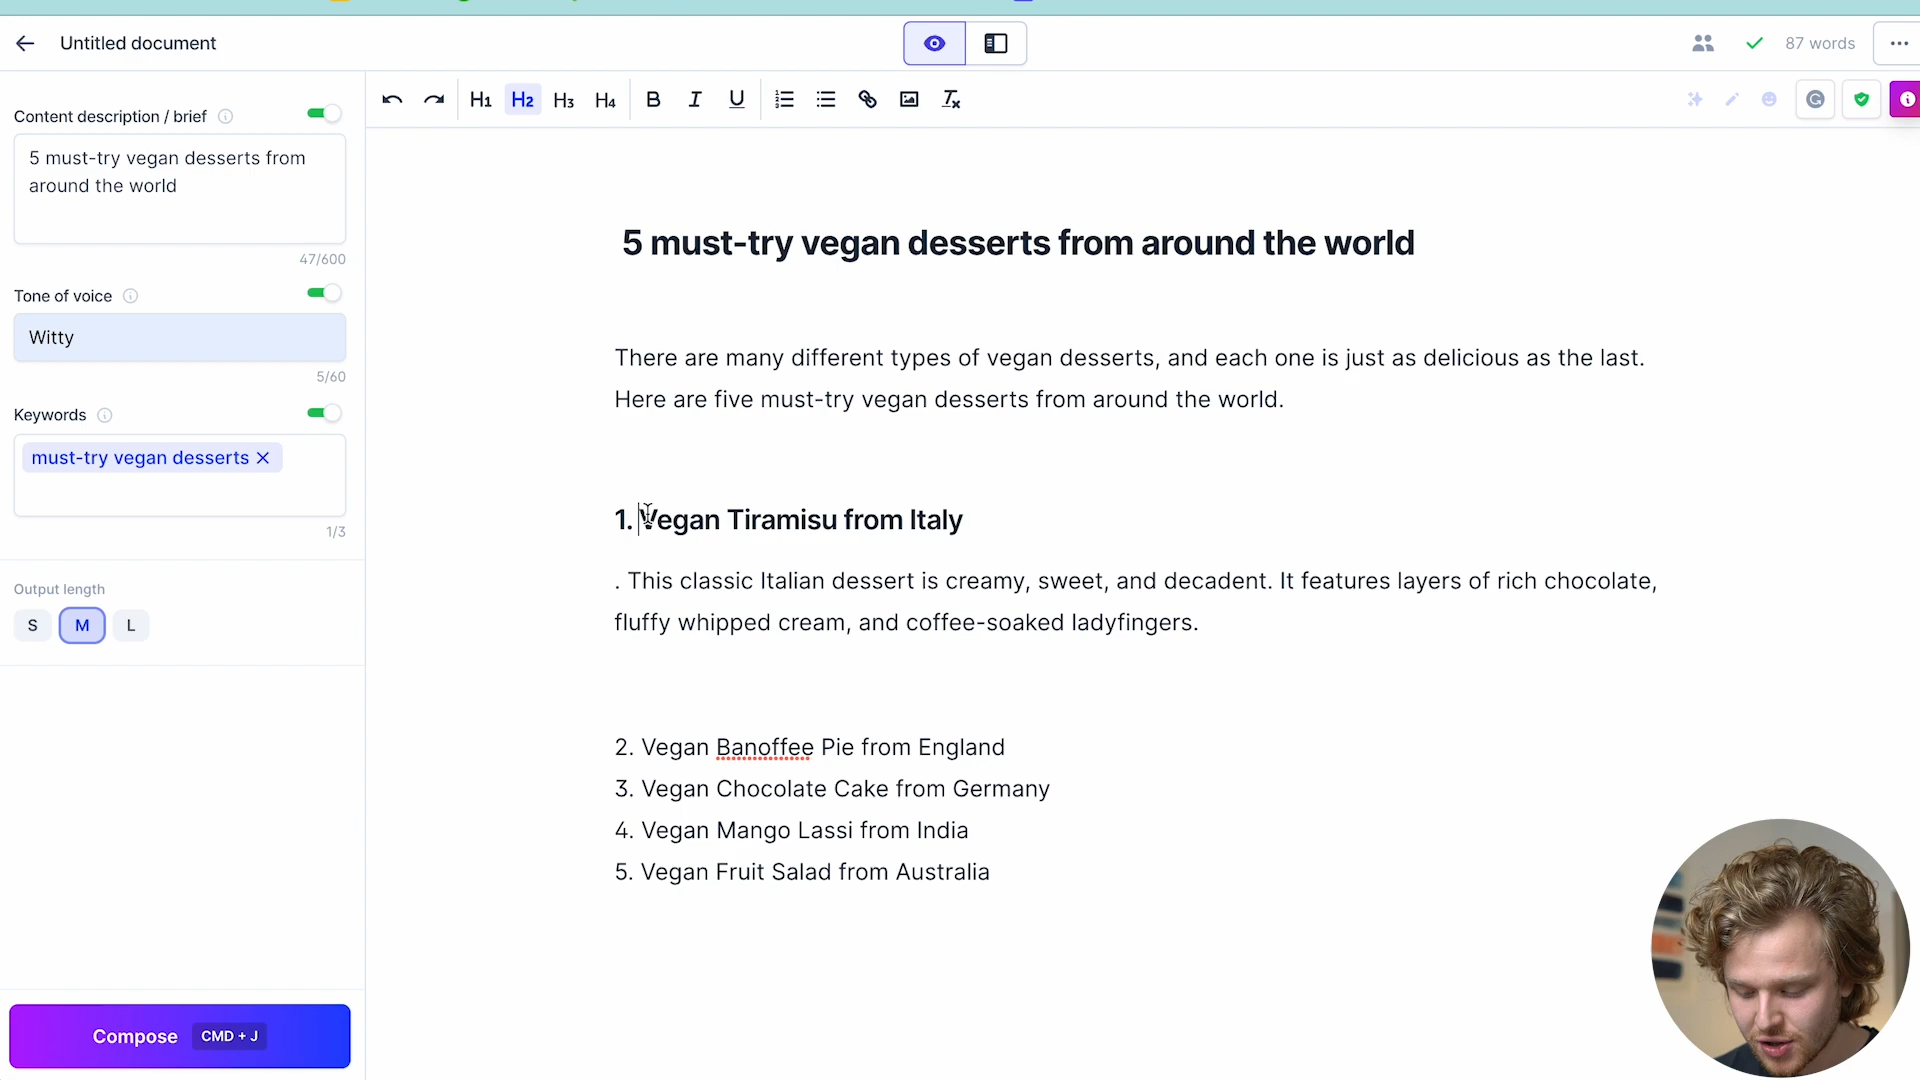 Untitled document
87 words
H1 H2 H3 H4 B I U
Content description / brief
5 must-try vegan desserts from
around the world
47/600
Tone of voice
Witty
5/60
Keywords
must-try vegan desserts
1/3
Output length
S M L
Compose CMD + J
5 must-try vegan desserts from around the world
There are many different types of vegan desserts, and each one is just as delicious as the last.
Here are five must-try vegan desserts from around the world.
1. Vegan Tiramisu from Italy
. This classic Italian dessert is creamy, sweet, and decadent. It features layers of rich chocolate,
fluffy whipped cream, and coffee-soaked ladyfingers.
2. Vegan Banoffee Pie from England
3. Vegan Chocolate Cake from Germany
4. Vegan Mango Lassi from India
5. Vegan Fruit Salad from Australia